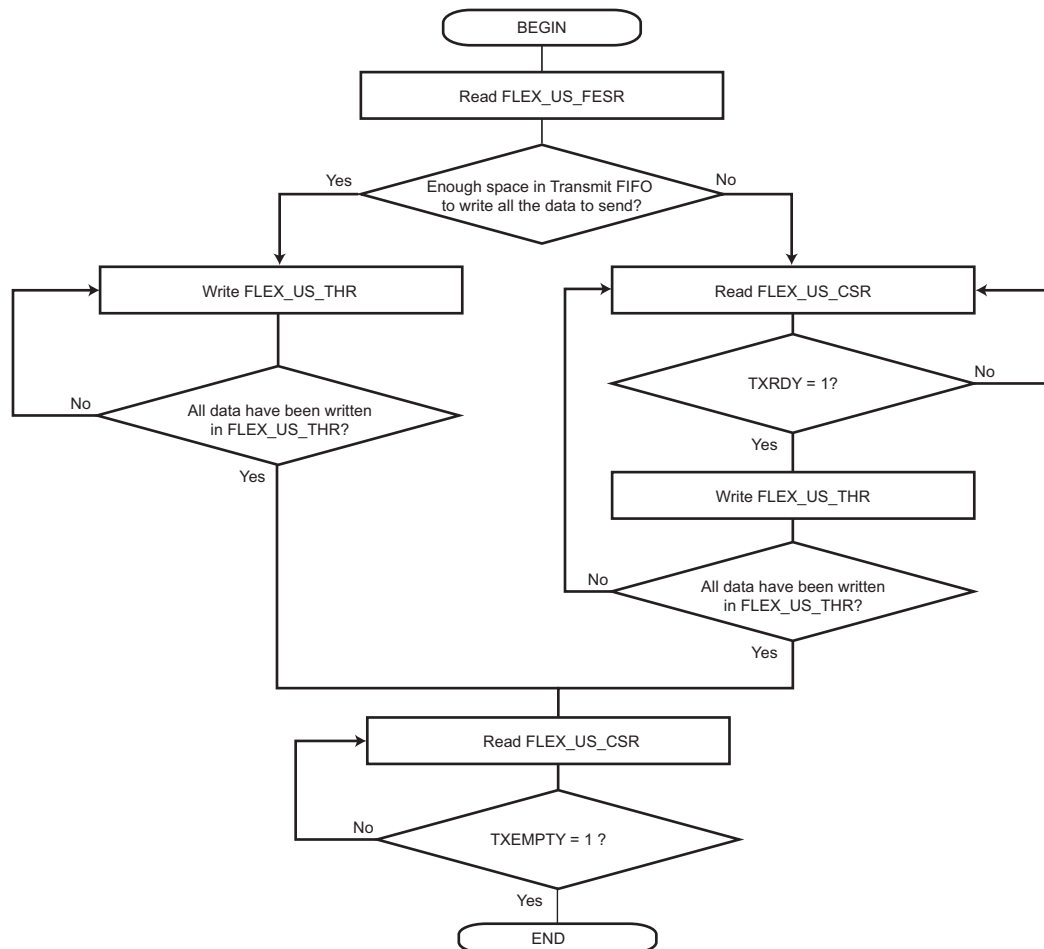 BEGIN
Read FLEX_US_FESR
Yes
Enough space in Transmit FIFO
to write all the data to send?
No
Write FLEX_US_THR
Read FLEX_US_CSR
TXRDY = 1?
No
No
All data have been written
in FLEX_US_THR?
Yes
Yes
Write FLEX_US_THR
No
All data have been written
in FLEX_US_THR?
Yes
Read FLEX_US_CSR
No
TXEMPTY = 1 ?
Yes
END